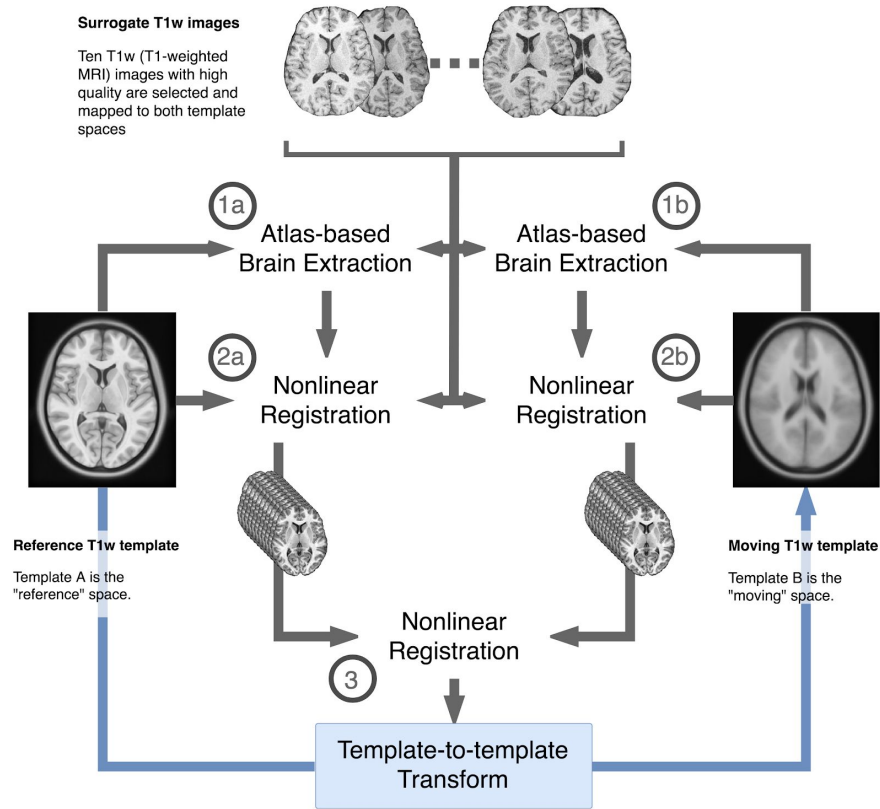 Surrogate T1w images
Ten T1w (T1-weighted
MRI) images with high
quality are selected and
mapped to both template
spaces
1a
1b
Atlas-based
Brain Extraction
Atlas-based
Brain Extraction
2a
2b
Nonlinear
Registration
Nonlinear
Registration
Reference T1w template
Template A is the
"reference" space.
Moving T1w template
Template B is the
"moving" space.
Nonlinear
Registration
3
Template-to-template
Transform